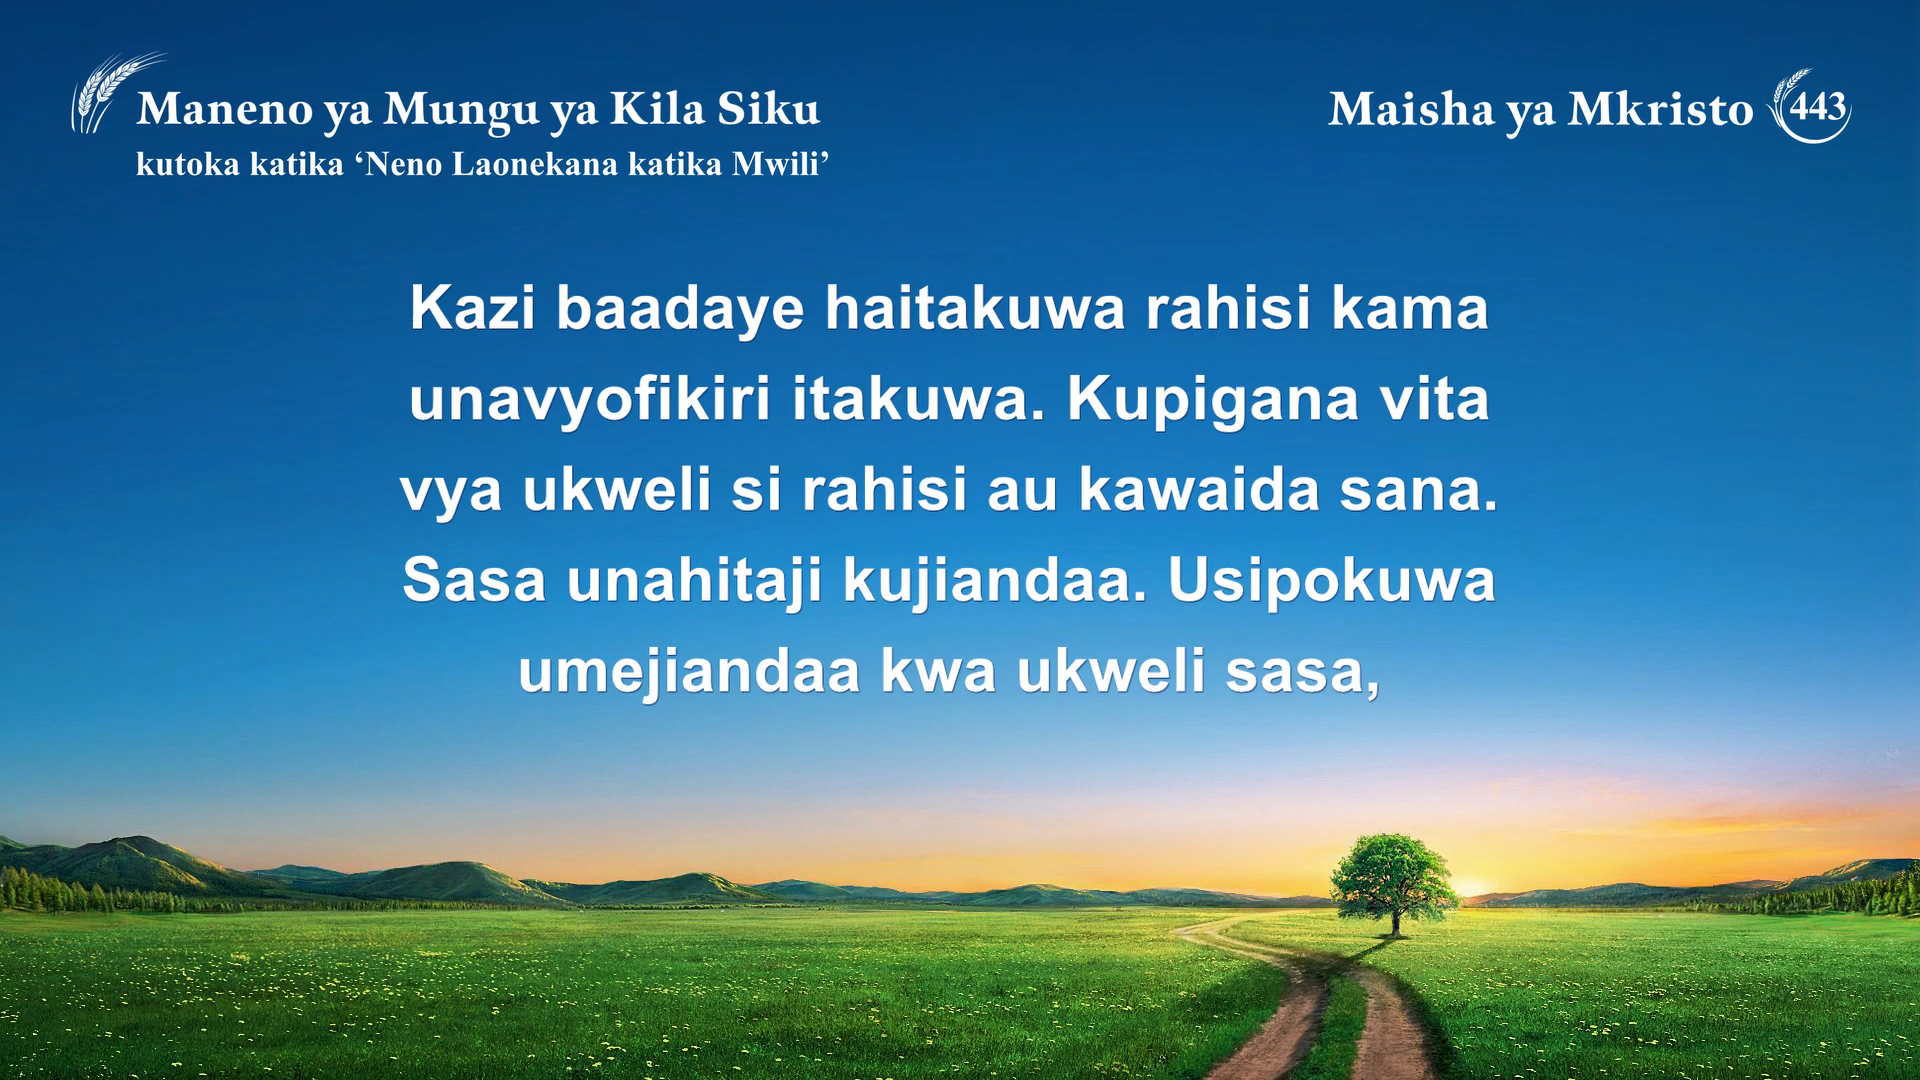 Maneno ya Mungu ya Kila Siku
kutoka katika ‘Neno Laonekana katika Mwili’
Maisha ya Mkristo 443
Kazi baadaye haitakuwa rahisi kama
unavyofikiri itakuwa. Kupigana vita
vya ukweli si rahisi au kawaida sana.
Sasa unahitaji kujiandaa. Usipokuwa
umejiandaa kwa ukweli sasa,